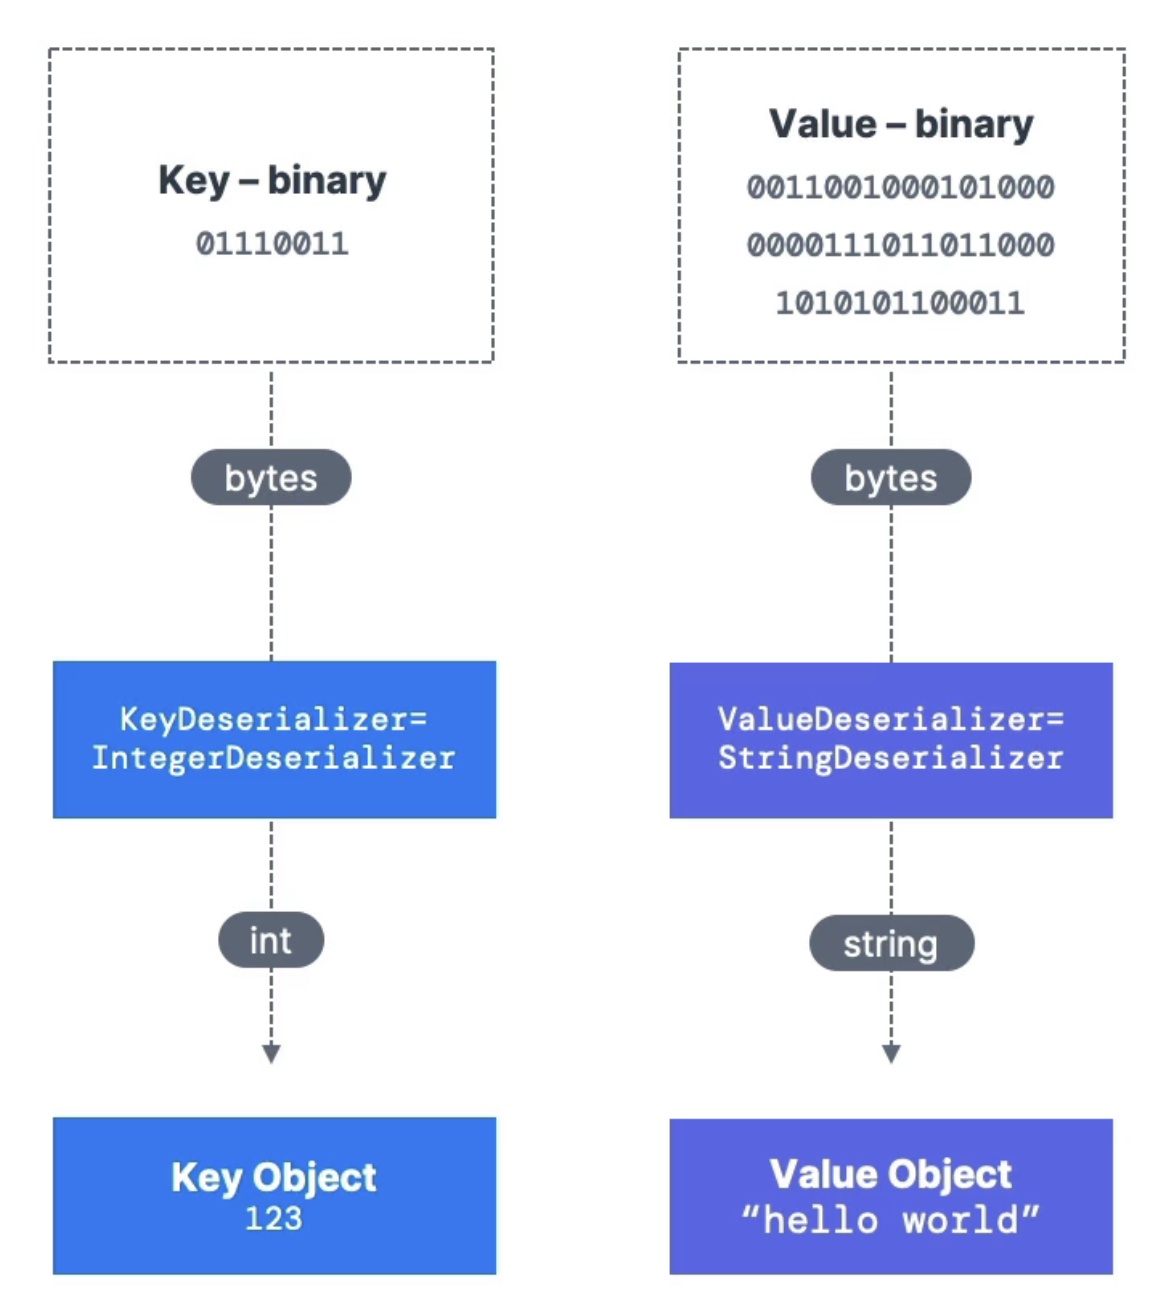 Key – binary
01110011
bytes
KeyDeserializer=
IntegerDeserializer
int
Key Object
123
Value – binary
0011001000101000
0000111011011000
1010101100011
bytes
ValueDeserializer=
StringDeserializer
string
Value Object
“hello world”